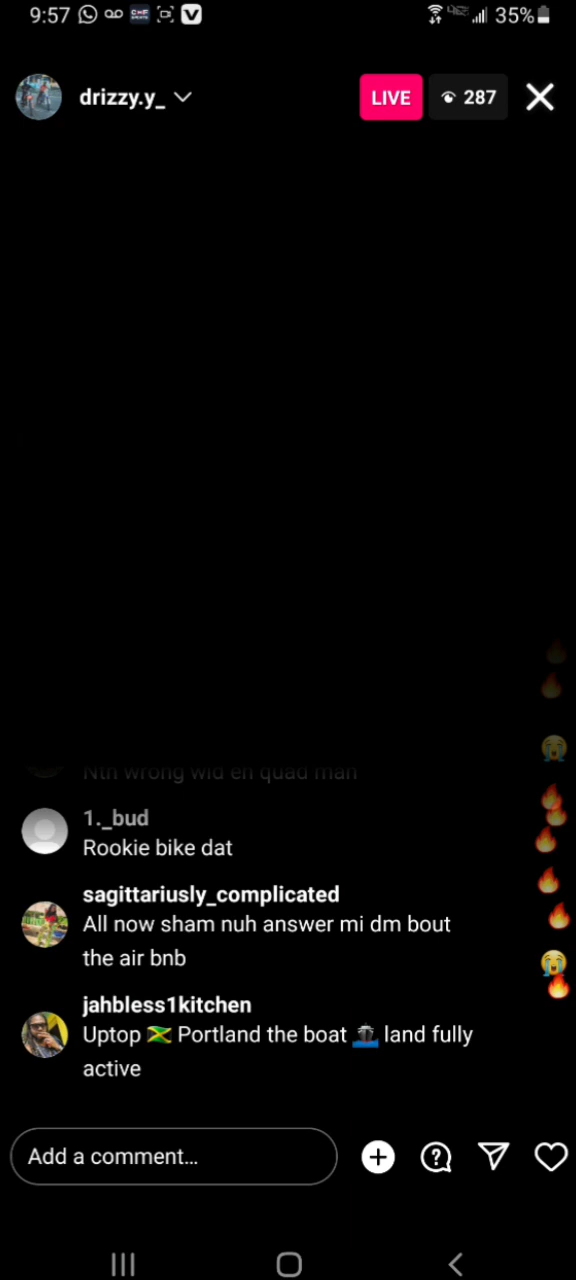 9:57
35%
drizzy.y_
LIVE
287
Nth wrong wid en quad man
1._bud
Rookie bike dat
sagittariusly_complicated
All now sham nuh answer mi dm bout
the air bnb
jahbless1kitchen
Uptop 🇯🇲 Portland the boat 🛳️ land fully
active
Add a comment...